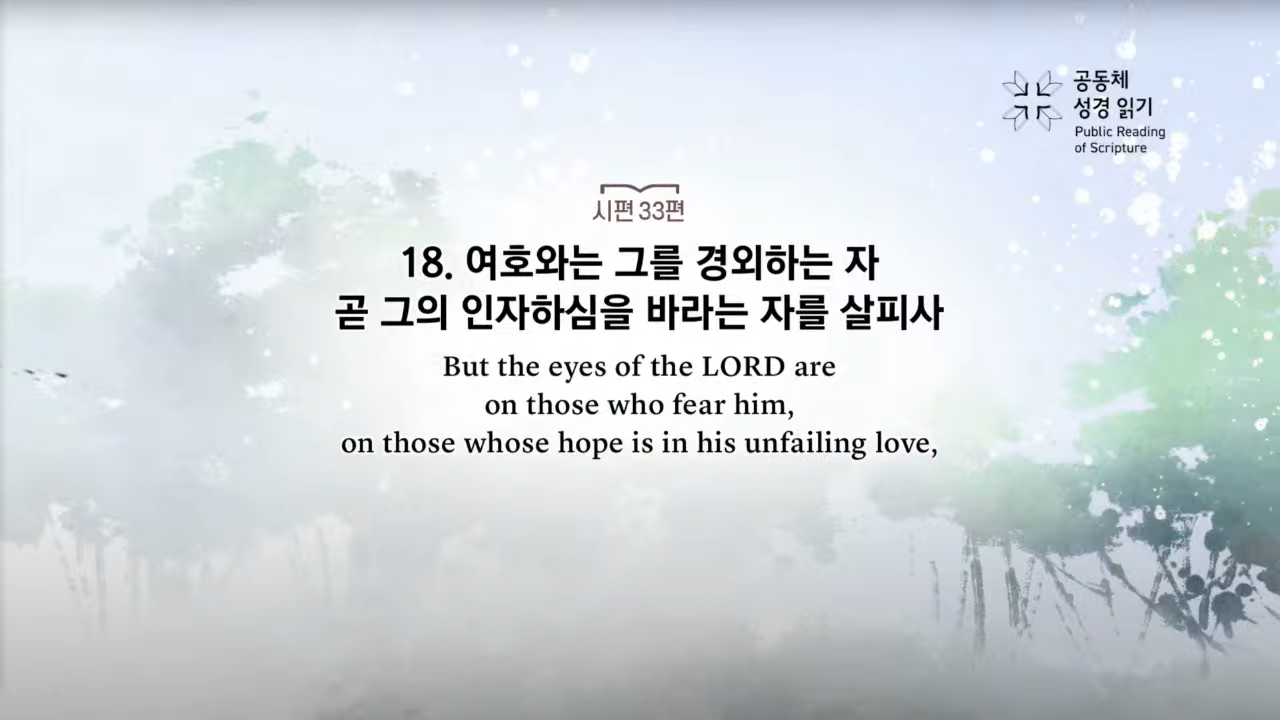 공동체
성경 읽기
Public Reading
of Scripture
시편 33편
18. 여호와는 그를 경외하는 자
곧 그의 인자하심을 바라는 자를 살피사
But the eyes of the LORD are
on those who fear him,
on those whose hope is in his unfailing love,